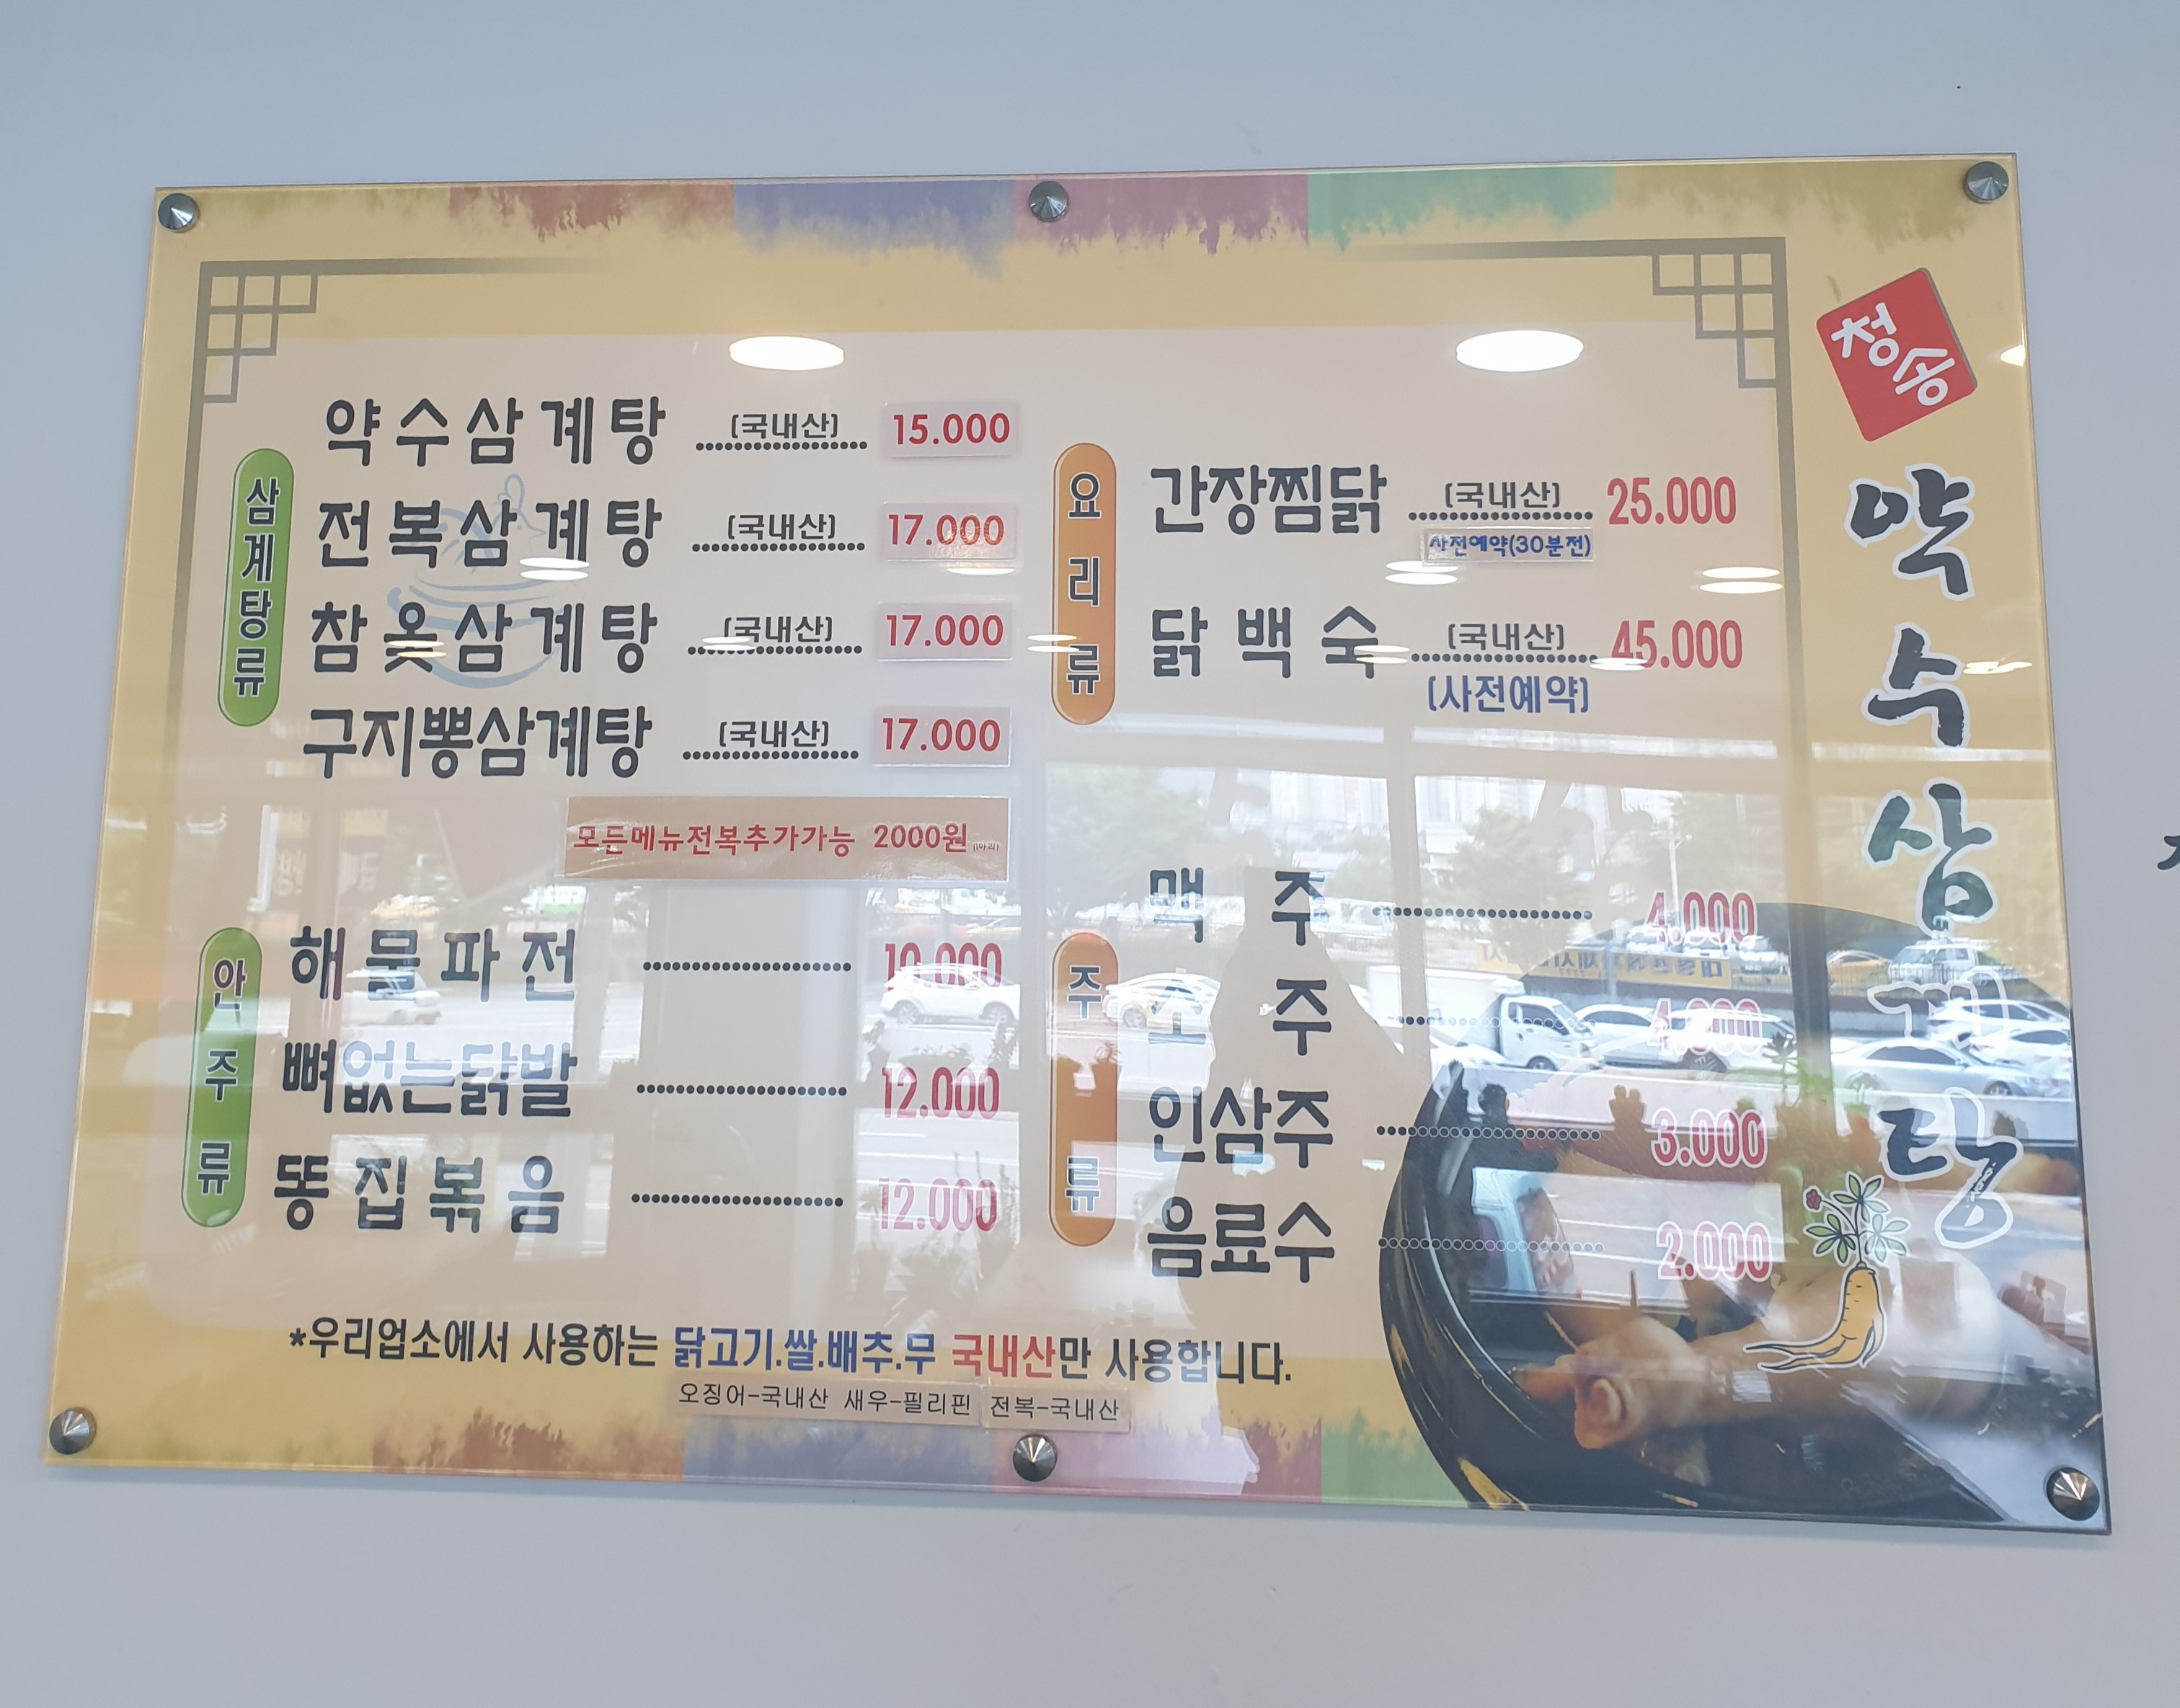 삼계탕류
약수삼계탕 (국내산) 15.000
전복삼계탕 (국내산) 17.000
참옻삼계탕 (국내산) 17.000
구지뽕삼계탕 (국내산) 17.000
모든메뉴전복추가가능 2000원
안주류
해물파전 10.000
뼈없는닭발 12.000
똥집볶음 12.000
요리류
간장찜닭 (국내산) 25.000
사전예약(30분전)
닭백숙 (국내산) 45.000
(사전예약)
주류
맥주 4.000
소주
인삼주 3.000
음료수 2.000
*우리업소에서 사용하는 닭고기.쌀.배추.무 국내산만 사용합니다.
오징어-국내산 새우-필리핀 전복-국내산
청송
약수삼계탕